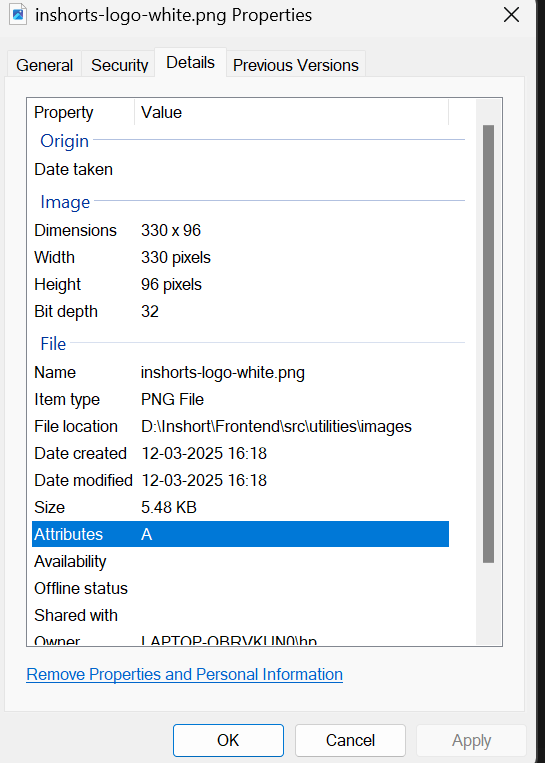 inshorts-logo-white.png Properties
General Security Details Previous Versions
Property Value
Origin
Date taken
Image
Dimensions 330 x 96
Width 330 pixels
Height 96 pixels
Bit depth 32
File
Name inshorts-logo-white.png
Item type PNG File
File location D:\Inshort\Frontend\src\utilities\images
Date created 12-03-2025 16:18
Date modified 12-03-2025 16:18
Size 5.48 KB
Attributes A
Availability
Offline status
Shared with
Owner
Remove Properties and Personal Information
OK Cancel Apply